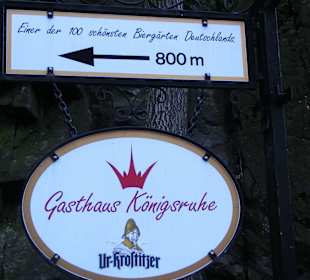 Einer der 100 schönsten Biergärten Deutschlands.
800 m
Gasthaus Königsruhe
Ur-Krostitzer